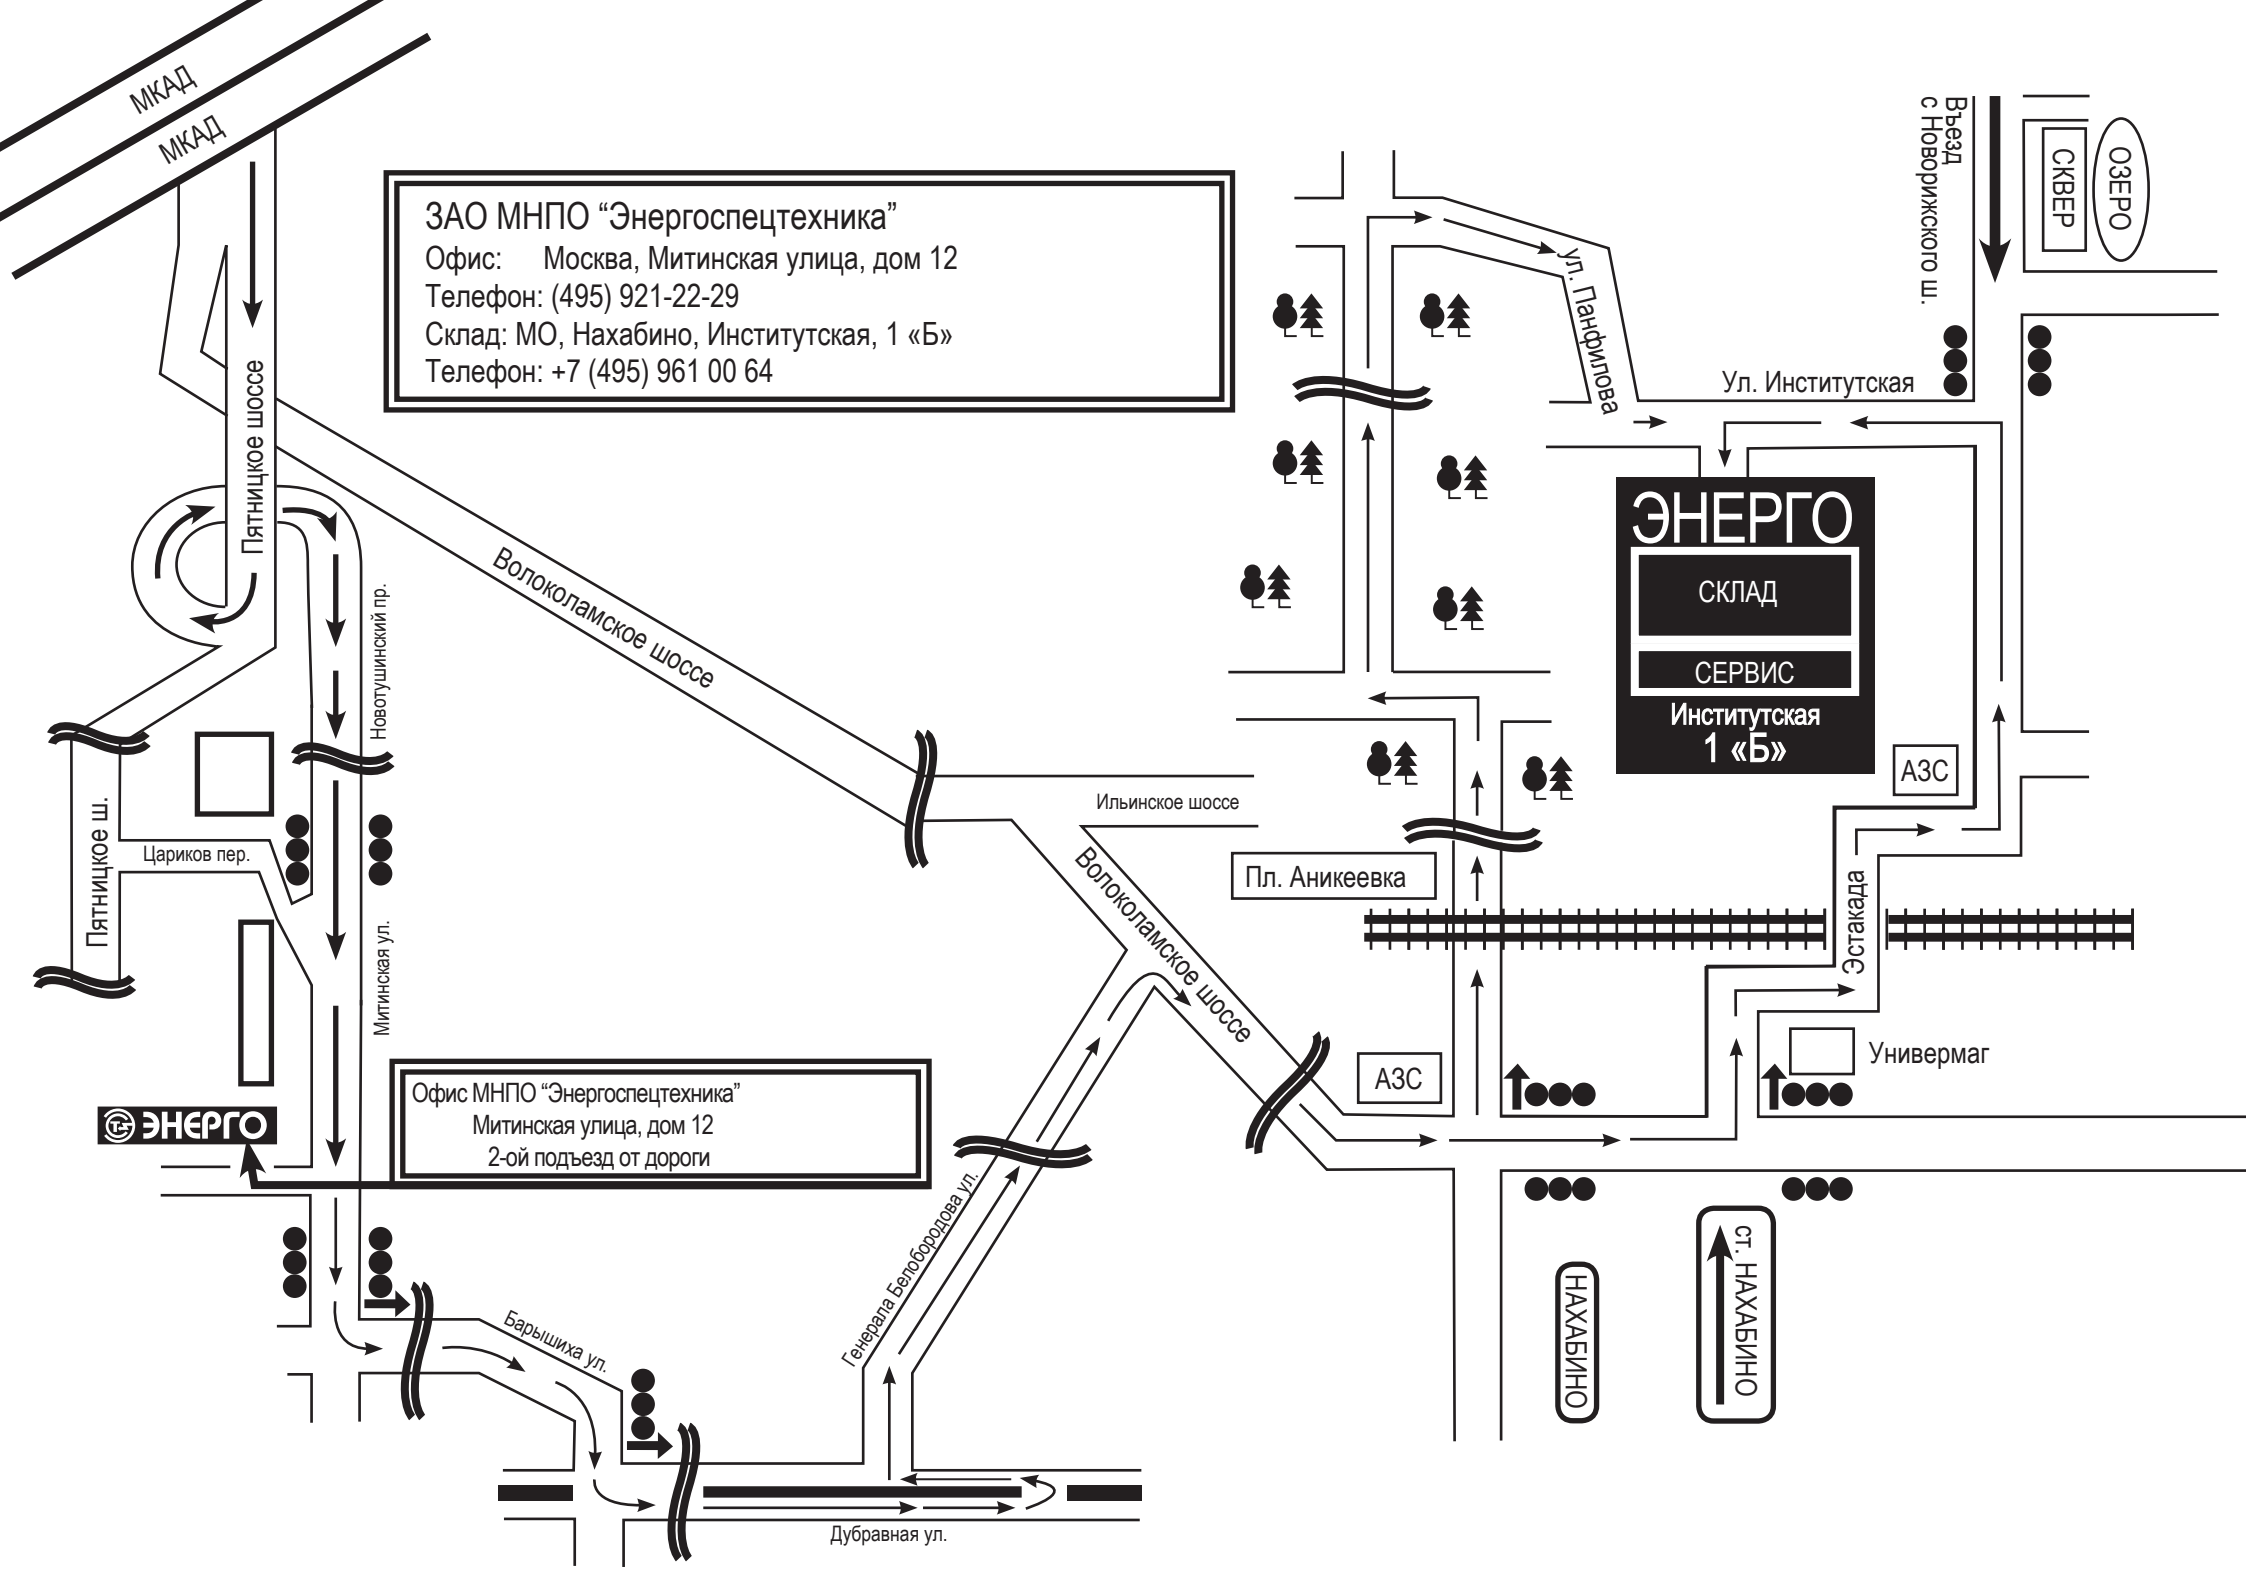 МКАД
МКАД
ЗАО МНПО “Энергоспецтехника”
Офис: Москва, Митинская улица, дом 12
Телефон: (495) 921-22-29
Склад: МО, Нахабино, Институтская, 1 «Б»
Телефон: +7 (495) 961 00 64
Въезд
с Новорижского ш.
СКВЕР
ОЗЕРО
ул. Панфилова
Ул. Институтская
Пятницкое шоссе
Волоколамское шоссе
Новотушинский пр.
ЭНЕРГО
СКЛАД
СЕРВИС
Институтская
1 «Б»
АЗС
Ильинское шоссе
Пятницкое ш.
Цариков пер.
Волоколамское шоссе
Пл. Аникеевка
Эстакада
Митинская ул.
АЗС
Универмаг
Офис МНПО “Энергоспецтехника”
Митинская улица, дом 12
2-ой подъезд от дороги
ТЭ ЭНЕРГО
Генерала Белобородова ул.
Барышиха ул.
НАХАБИНО
ст. НАХАБИНО
Дубравная ул.